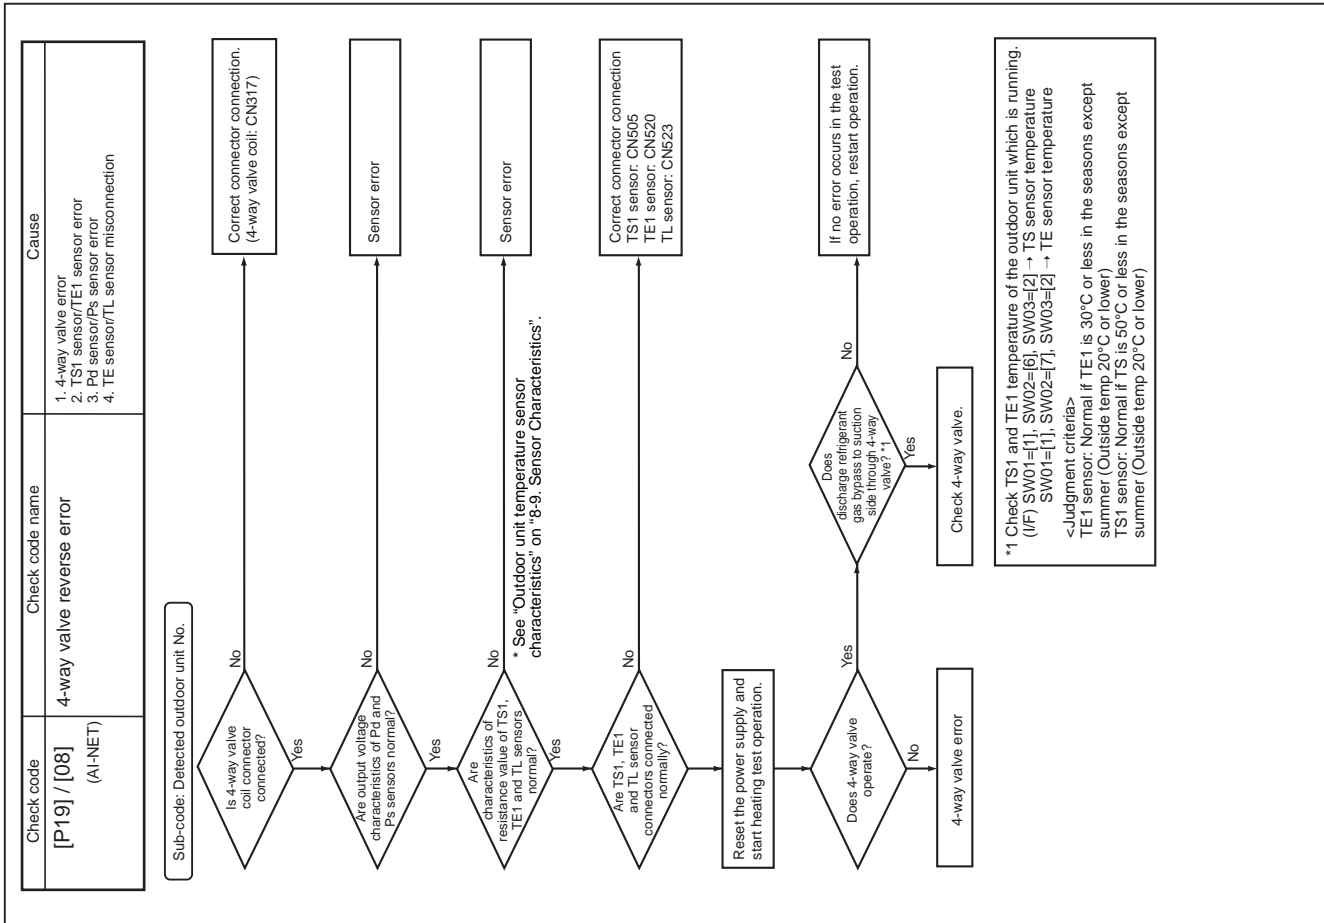 Check code
Check code name
Cause
[P19] / [08]
(AI-NET)
4-way valve reverse error
1. 4-way valve error
2. TS1 sensor/TE1 sensor error
3. Pd sensor/Ps sensor error
4. TE sensor/TL sensor misconnection
Sub-code: Detected outdoor unit No.
Is 4-way valve
coil connector
connected?
No
Correct connector connection.
(4-way valve coil: CN317)
Yes
Are output voltage
characteristics of Pd and
Ps sensors normal?
No
Sensor error
Yes
Are
characteristics of
resistance value of TS1,
TE1 and TL sensors
normal?
No
Sensor error
* See “Outdoor unit temperature sensor
characteristics” on “8-9. Sensor Characteristics”.
Yes
Are TS1, TE1
and TL sensor
connectors connected
normally?
No
Correct connector connection
TS1 sensor: CN505
TE1 sensor: CN520
TL sensor: CN523
Reset the power supply and
start heating test operation.
Does 4-way valve
operate?
Yes
No
4-way valve error
Does
discharge refrigerant
gas bypass to suction
side through 4-way
valve? *1
No
If no error occurs in the test
operation, restart operation.
Yes
Check 4-way valve.
*1 Check TS1 and TE1 temperature of the outdoor unit which is running.
(I/F) SW01=[1], SW02=[6], SW03=[2] → TS sensor temperature
SW01=[1], SW02=[7], SW03=[2] → TE sensor temperature
<Judgment criteria>
TE1 sensor: Normal if TE1 is 30°C or less in the seasons except
summer (Outside temp 20°C or lower)
TS1 sensor: Normal if TS is 50°C or less in the seasons except
summer (Outside temp 20°C or lower)